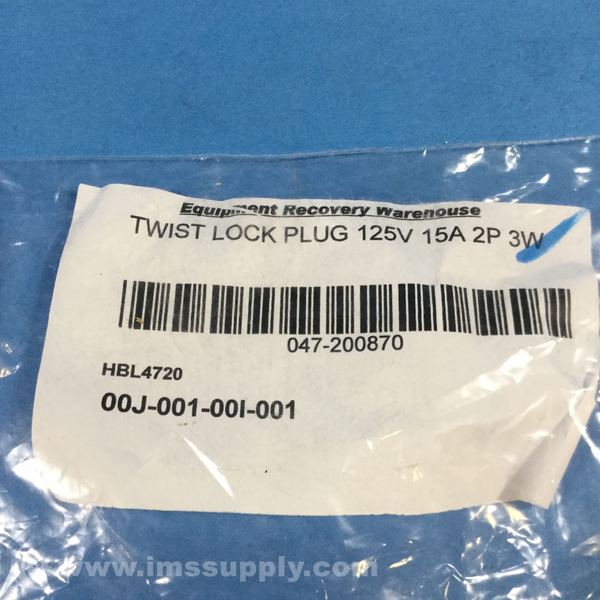 Equipment Recovery Warehouse
TWIST LOCK PLUG 125V 15A 2P 3W
047-200870
HBL4720
00J-001-00I-001
http://www.imssupply.com/